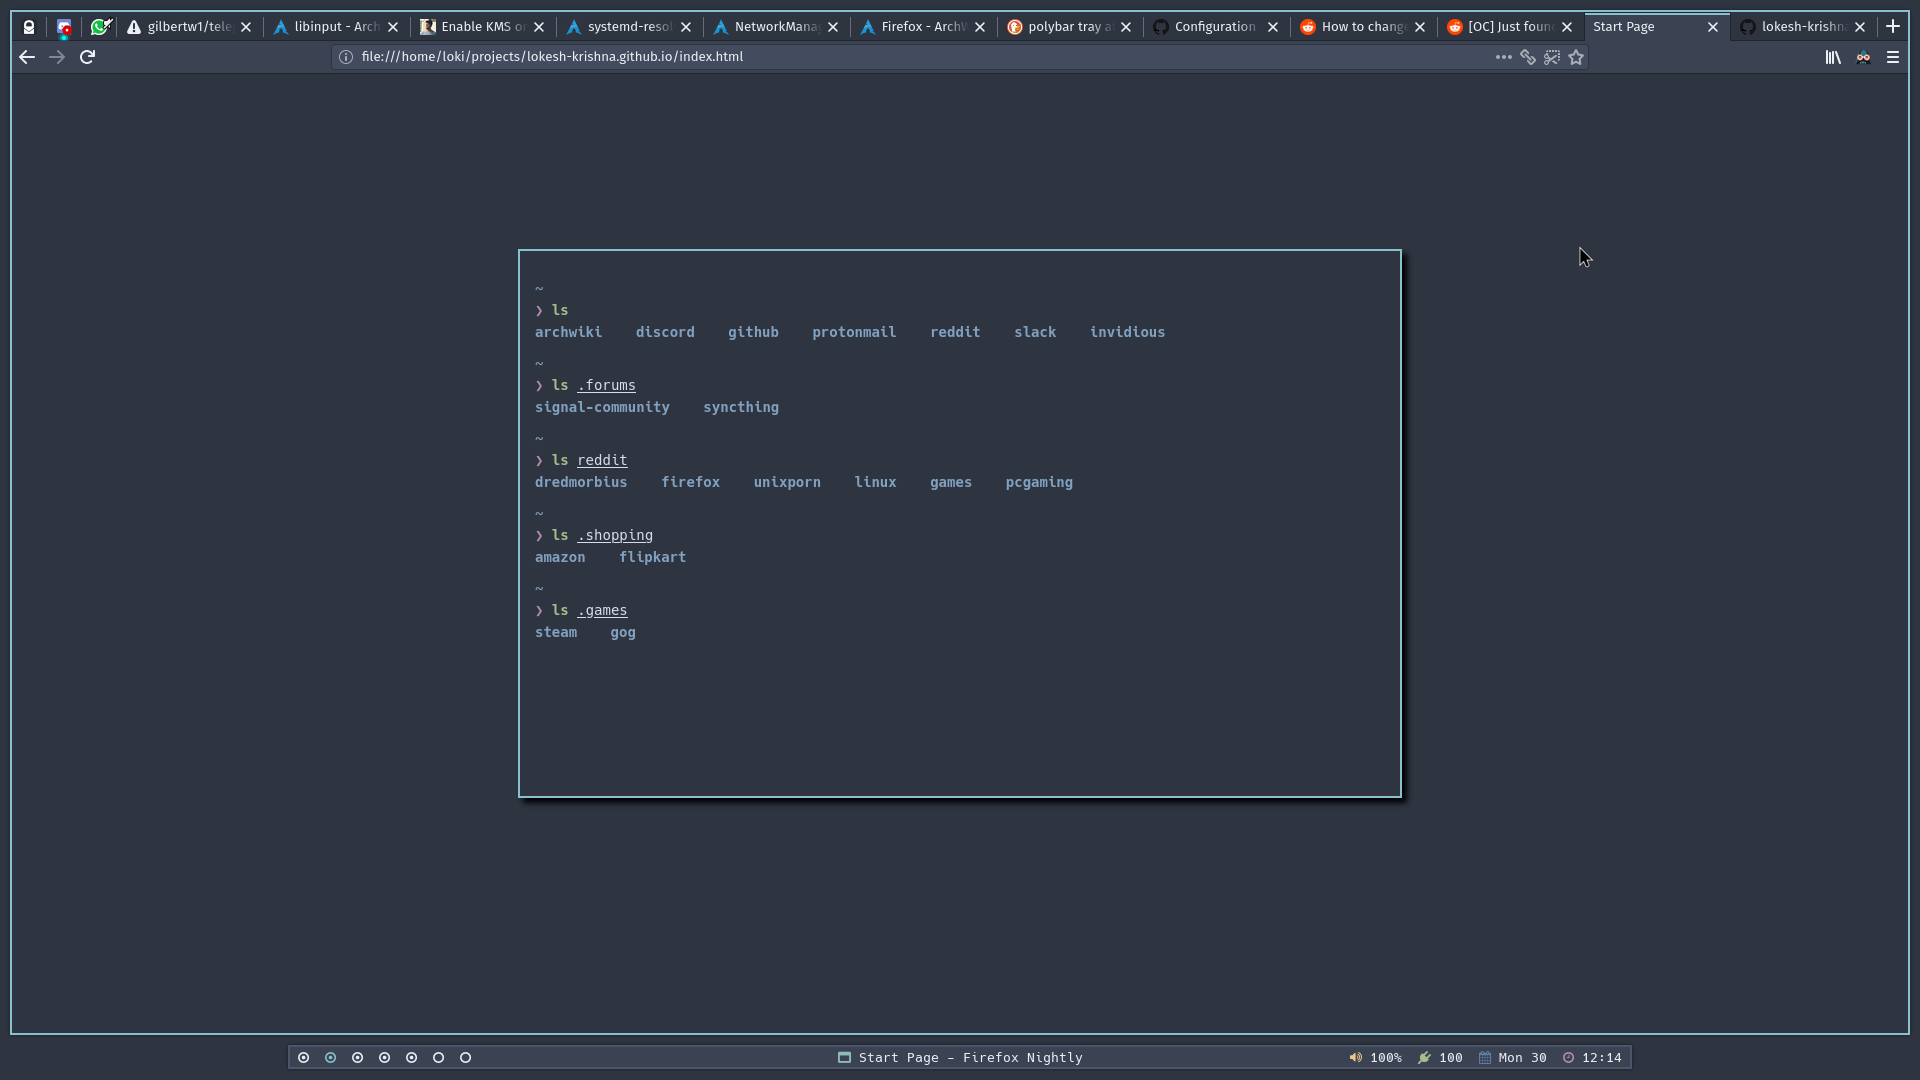 gilbertw1/tele
libinput - Arch
Enable KMS or
systemd-resol
NetworkMana
Firefox - ArchW
polybar tray at
Configuration
How to change
[OC] Just foun
Start Page
lokesh-krishna
file:///home/loki/projects/lokesh-krishna.github.io/index.html
~
❯ ls
archwiki discord github protonmail reddit slack invidious
~
❯ ls .forums
signal-community syncthing
~
❯ ls reddit
dredmorbius firefox unixporn linux games pcgaming
~
❯ ls .shopping
amazon flipkart
~
❯ ls .games
steam gog
Start Page - Firefox Nightly
100% 100 Mon 30 12:14